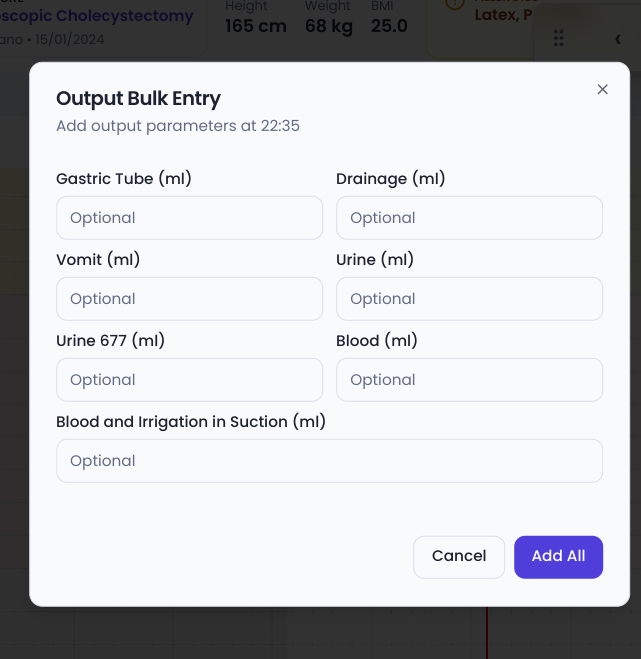 scopic Cholecystectomy
ano • 15/01/2024
Height Weight BMI
165 cm 68 kg 25.0
Latex, P
Output Bulk Entry
Add output parameters at 22:35
Gastric Tube (ml) Drainage (ml)
Optional Optional
Vomit (ml) Urine (ml)
Optional Optional
Urine 677 (ml) Blood (ml)
Optional Optional
Blood and Irrigation in Suction (ml)
Optional
Cancel Add All